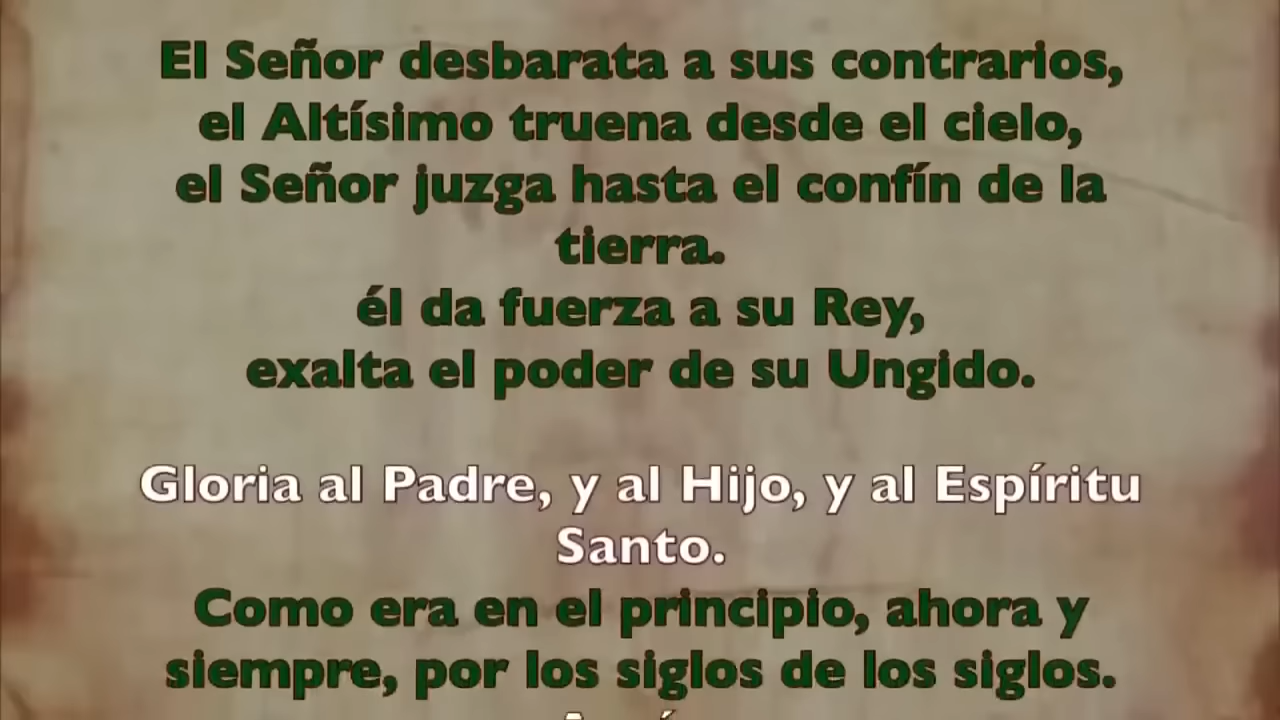 El Señor desbarata a sus contrarios,
el Altísimo truena desde el cielo,
el Señor juzga hasta el confín de la
tierra.
él da fuerza a su Rey,
exalta el poder de su Ungido.
Gloria al Padre, y al Hijo, y al Espíritu
Santo.
Como era en el principio, ahora y
siempre, por los siglos de los siglos.